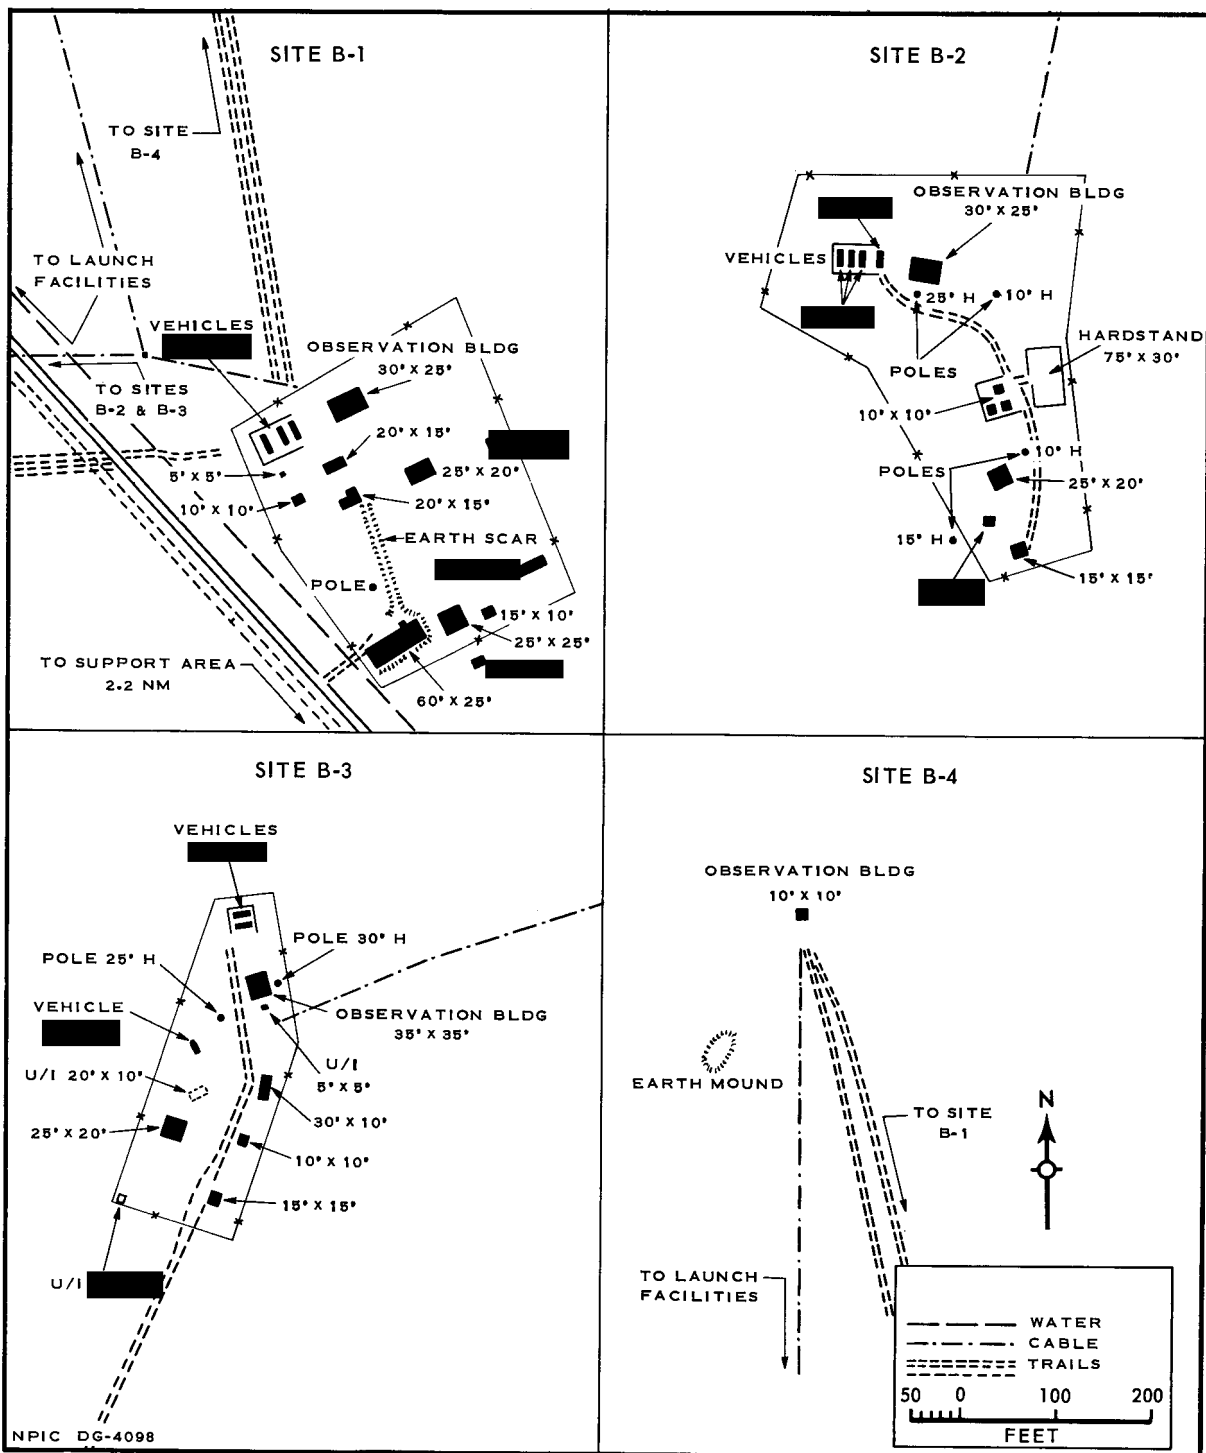 SITE B-1
TO SITE
B-4
TO LAUNCH
FACILITIES
VEHICLES
OBSERVATION BLDG
30' X 25'
TO SITES
B-2 & B-3
20' X 15'
5' X 5'
25' X 20'
10' X 10'
20' X 15'
EARTH SCAR
POLE
15' X 10'
25' X 25'
TO SUPPORT AREA
2.2 NM
60' X 25'
SITE B-2
OBSERVATION BLDG
30' X 25'
VEHICLES
25' H
10' H
HARDSTAND
75' X 30'
POLES
10' X 10'
10' H
POLES
25' X 20'
15' H
15' X 15'
SITE B-3
VEHICLES
POLE 30' H
POLE 25' H
VEHICLE
OBSERVATION BLDG
35' X 35'
U/I
5' X 5'
U/I 20' X 10'
30' X 10'
25' X 20'
10' X 10'
15' X 15'
U/I
NPIC DG-4098
SITE B-4
OBSERVATION BLDG
10' X 10'
EARTH MOUND
TO SITE
B-1
N
TO LAUNCH
FACILITIES
WATER
CABLE
TRAILS
50 0 100 200
FEET